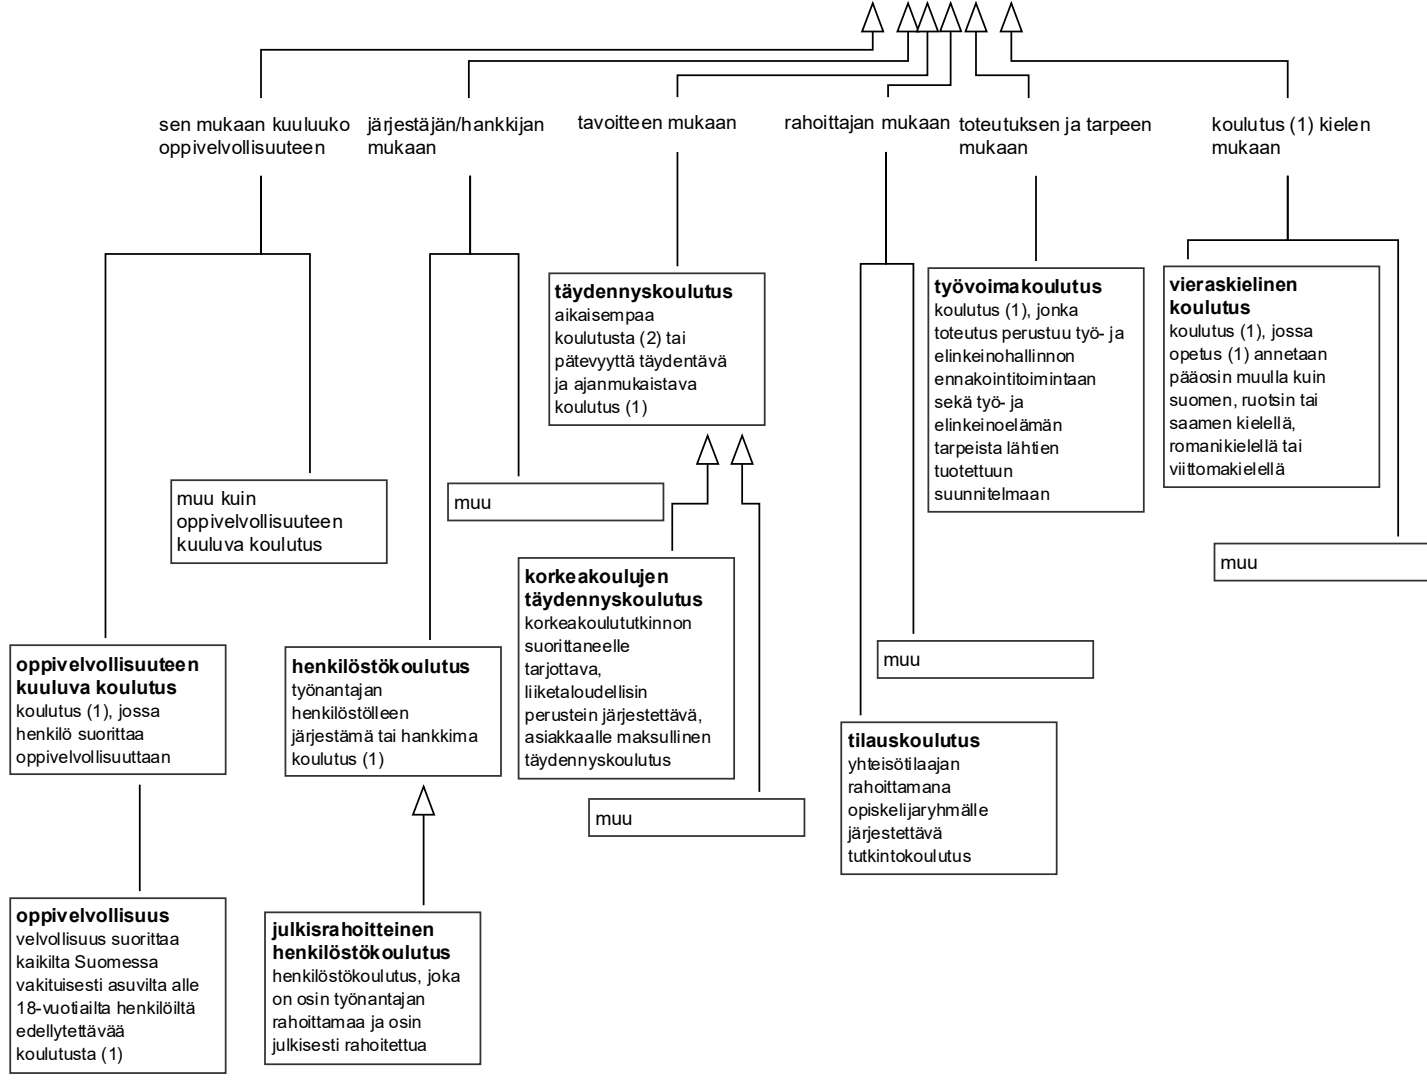 sen mukaan kuuluuko
oppivelvollisuuteen
järjestäjän/hankkijan
mukaan
tavoitteen mukaan
rahoittajan mukaan
toteutuksen ja tarpeen
mukaan
koulutus (1) kielen
mukaan
täydennyskoulutus
aikaisempaa
koulutusta (2) tai
pätevyyttä täydentävä
ja ajanmukaistava
koulutus (1)
työvoimakoulutus
koulutus (1), jonka
toteutus perustuu työ- ja
elinkeinohallinnon
ennakointitoimintaan
sekä työ- ja
elinkeinoelämän
tarpeista lähtien
tuotettuun
suunnitelmaan
vieraskielinen
koulutus
koulutus (1), jossa
opetus (1) annetaan
pääosin muulla kuin
suomen, ruotsin tai
saamen kielellä,
romanikielellä tai
viittomakielellä
muu kuin
oppivelvollisuuteen
kuuluva koulutus
muu
muu
korkeakoulujen
täydennyskoulutus
korkeakoulututkinnon
suorittaneelle
tarjottava,
liiketaloudellisin
perustein järjestettävä,
asiakkaalle maksullinen
täydennyskoulutus
oppivelvollisuuteen
kuuluva koulutus
koulutus (1), jossa
henkilö suorittaa
oppivelvollisuuttaan
henkilöstökoulutus
työnantajan
henkilöstölleen
järjestämä tai hankkima
koulutus (1)
muu
tilauskoulutus
yhteisötilaajan
rahoittamana
opiskelijaryhmälle
järjestettävä
tutkintokoulutus
muu
oppivelvollisuus
velvollisuus suorittaa
kaikilta Suomessa
vakituisesti asuvilta alle
18-vuotiailta henkilöiltä
edellytettävää
koulutusta (1)
julkisrahoitteinen
henkilöstökoulutus
henkilöstökoulutus, joka
on osin työnantajan
rahoittamaa ja osin
julkisesti rahoitettua